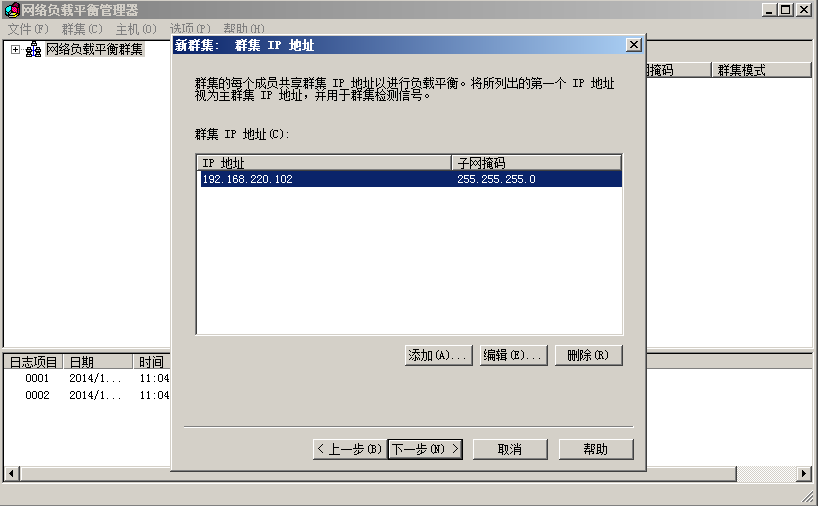 网络负载平衡管理器
文件(F) 群集(C) 主机(O) 选项(P) 帮助(H)
网络负载平衡群集
网掩码 群集模式
新群集: 群集 IP 地址
群集的每个成员共享群集 IP 地址以进行负载平衡。将所列出的第一个 IP 地址
视为主群集 IP 地址，并用于群集检测信号。
群集 IP 地址(C):
IP 地址 子网掩码
192.168.220.102 255.255.255.0
添加(A)... 编辑(E)... 删除(R)
日志项目 日期 时间
0001 2014/1... 11:04
0002 2014/1... 11:04
< 上一步(B) 下一步(N) > 取消 帮助